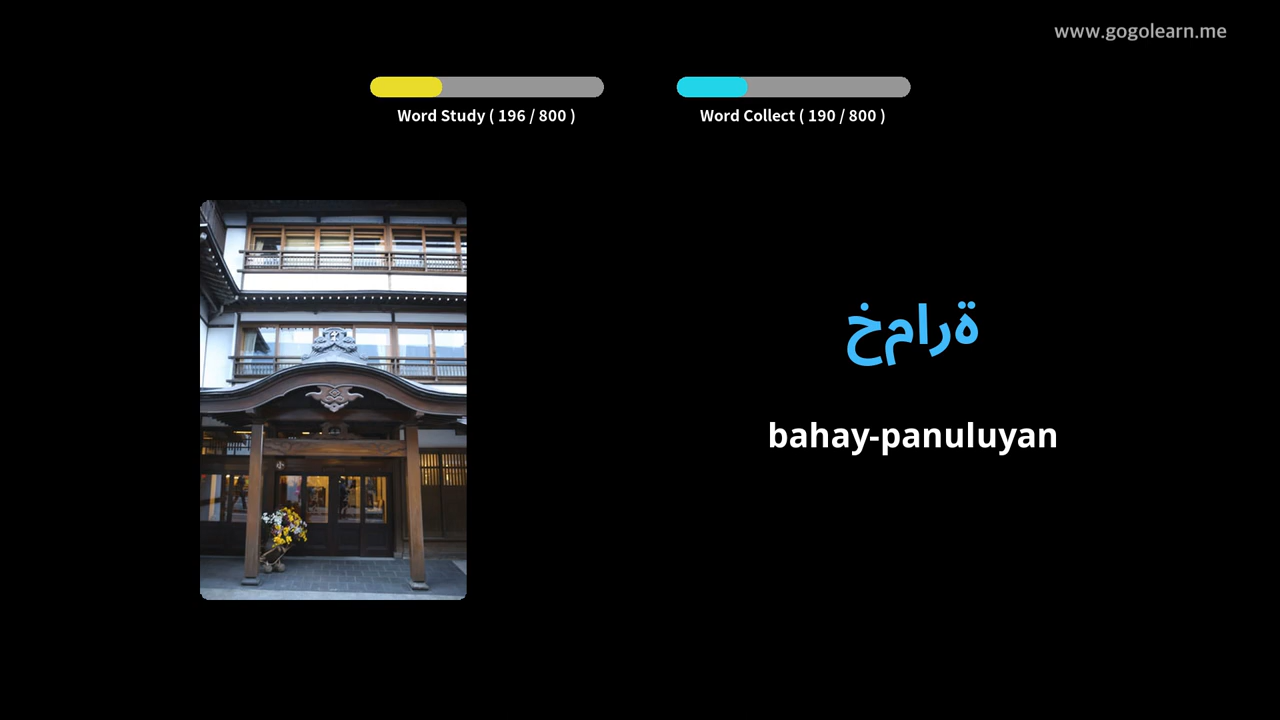 www.gogolearn.me
Word Study ( 196 / 800 )
Word Collect ( 190 / 800 )
خمارة
bahay-panuluyan